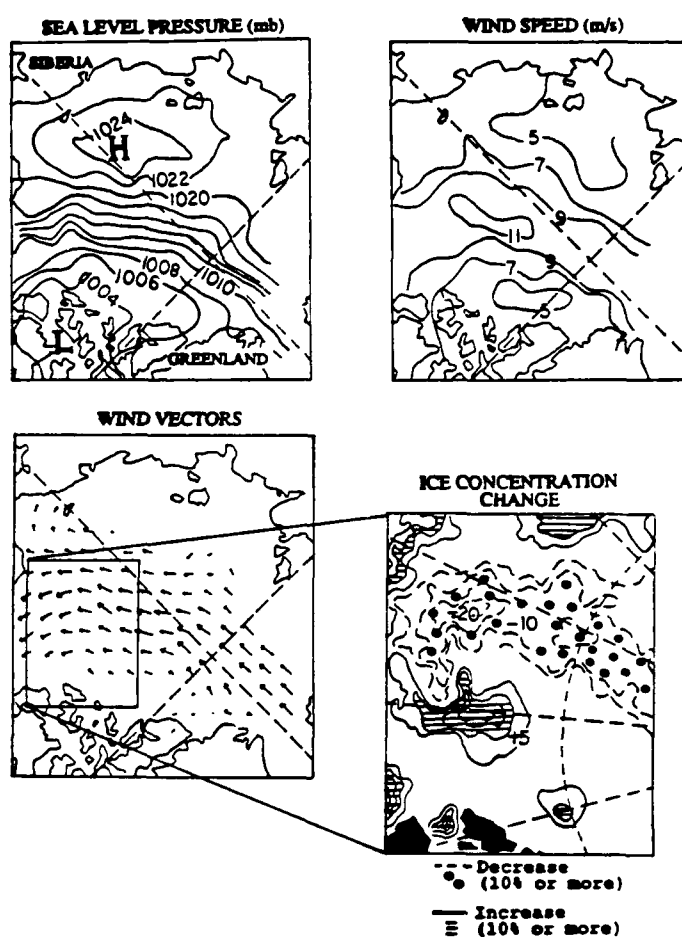 SEA LEVEL PRESSURE (mb)
SIBERIA
1024
H
1022
1020
1008
1010
1006
1004
L
GREENLAND
WIND SPEED (m/s)
5
7
9
11
9
7
5
WIND VECTORS
ICE CONCENTRATION
CHANGE
-20
-10
+5
Decrease
(10% or more)
Increase
(10% or more)